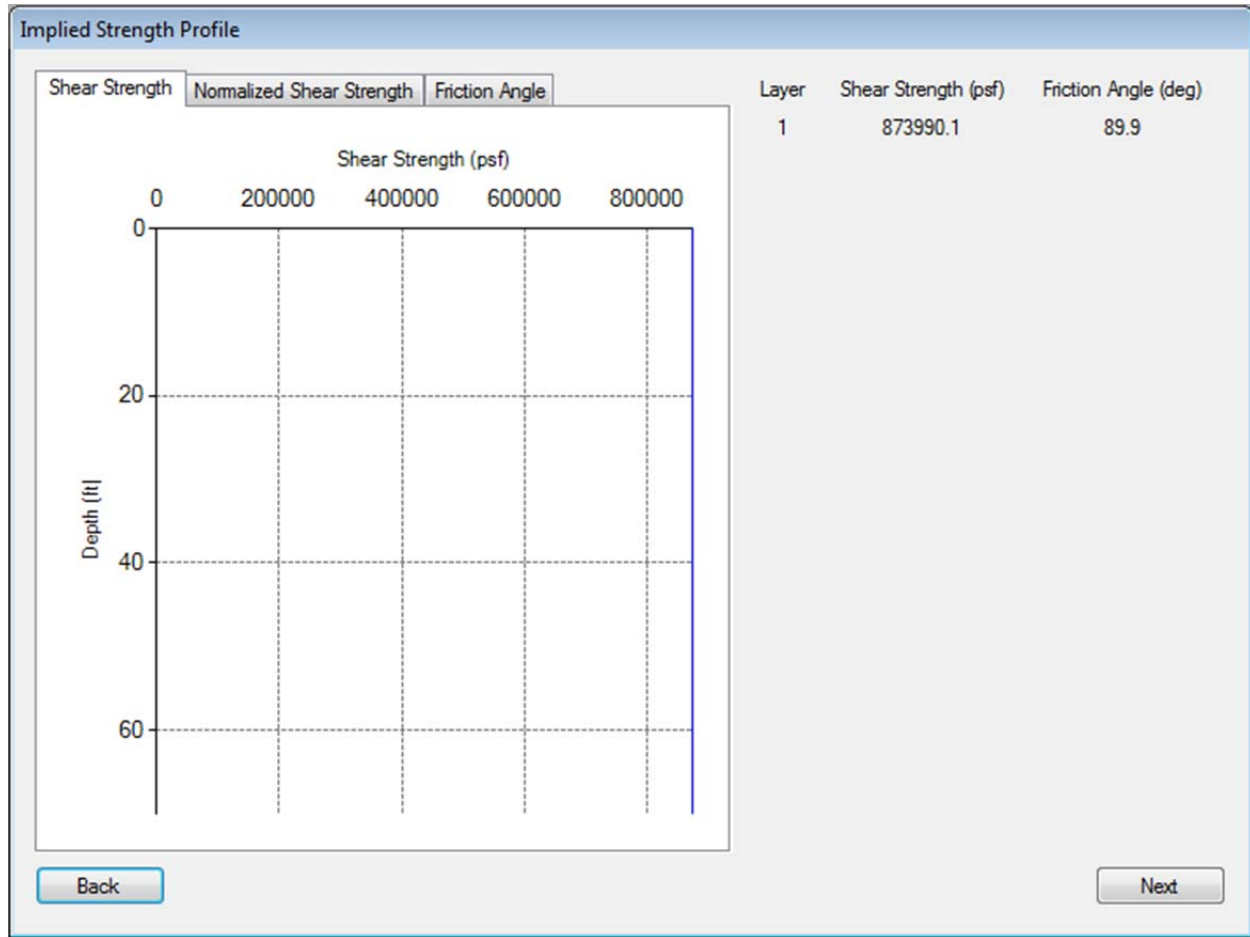 Implied Strength Profile
Shear Strength Normalized Shear Strength Friction Angle
Shear Strength (psf)
0 200000 400000 600000 800000
0
20
40
60
Depth (ft)
Layer Shear Strength (psf) Friction Angle (deg)
1 873990.1 89.9
Back Next